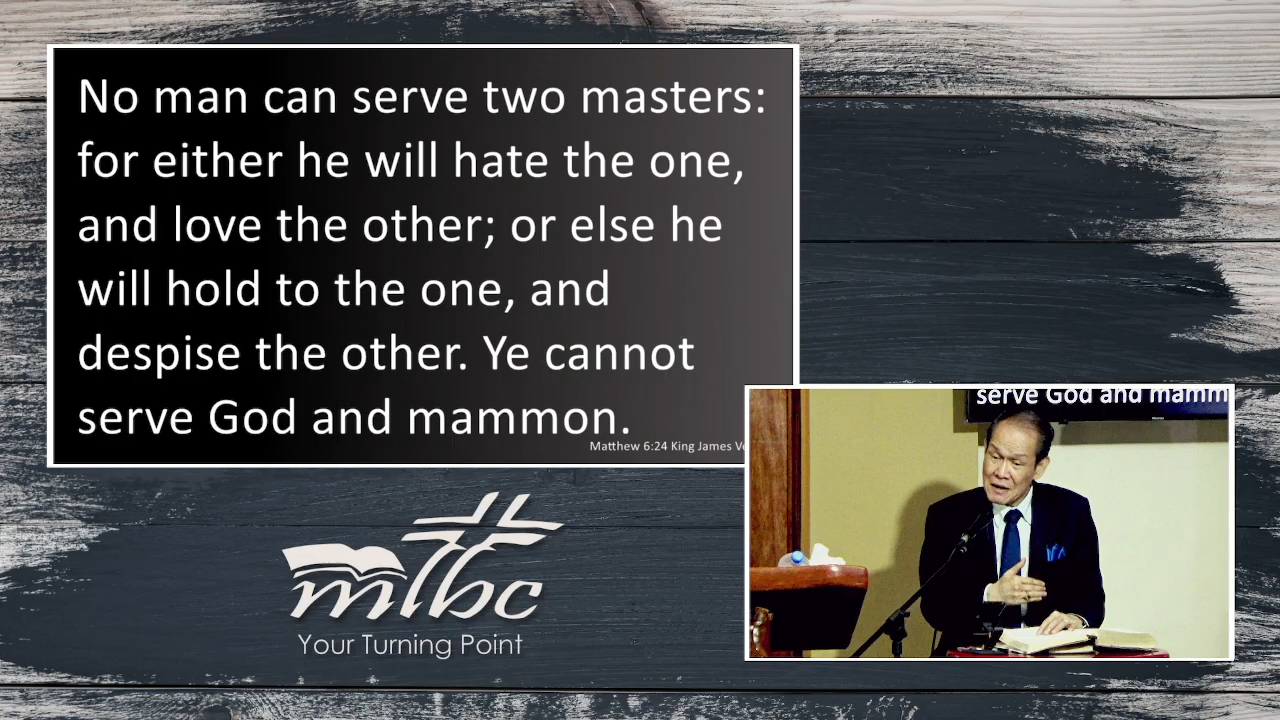 No man can serve two masters:
for either he will hate the one,
and love the other; or else he
will hold to the one, and
despise the other. Ye cannot
serve God and mammon.
Matthew 6:24 King James
serve God and mamm
mlbc
Your Turning Point